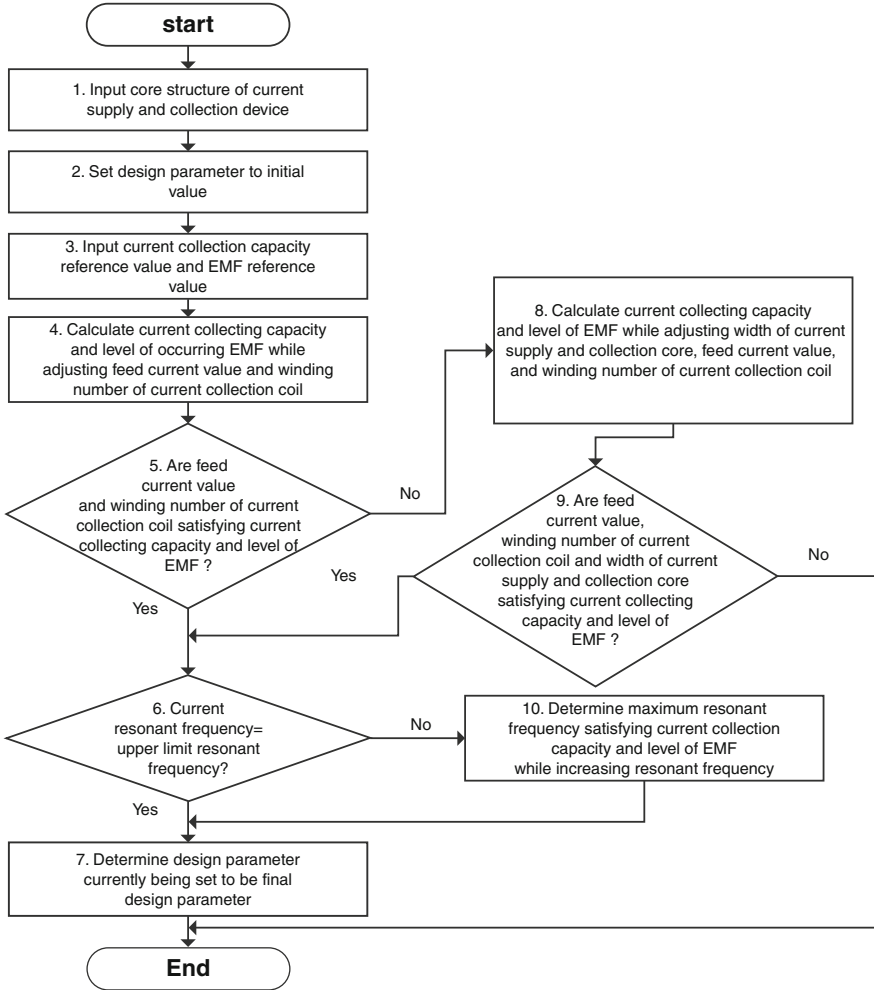 start
1. Input core structure of current
supply and collection device
2. Set design parameter to initial
value
3. Input current collection capacity
reference value and EMF reference
value
4. Calculate current collecting capacity
and level of occurring EMF while
adjusting feed current value and winding
number of current collection coil
5. Are feed
current value
and winding number of current
collection coil satisfying current
collecting capacity and level of
EMF ?
No
Yes
8. Calculate current collecting capacity
and level of EMF while adjusting width of current
supply and collection core, feed current value,
and winding number of current collection coil
9. Are feed
current value,
winding number of current
collection coil and width of current
supply and collection core
satisfying current collecting
capacity and level of
EMF ?
Yes
No
6. Current
resonant frequency=
upper limit resonant
frequency?
No
Yes
10. Determine maximum resonant
frequency satisfying current collection
capacity and level of EMF
while increasing resonant frequency
7. Determine design parameter
currently being set to be final
design parameter
End